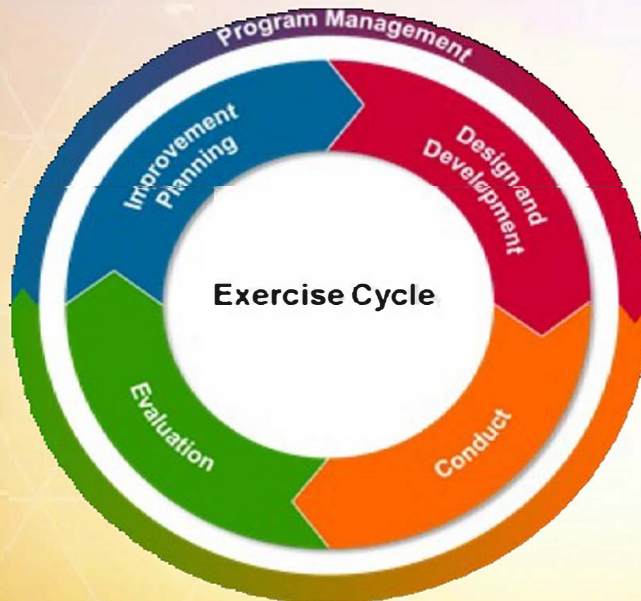 Program Management
Improvement
Planning
Design and
Development
Exercise Cycle
Evaluation
Conduct